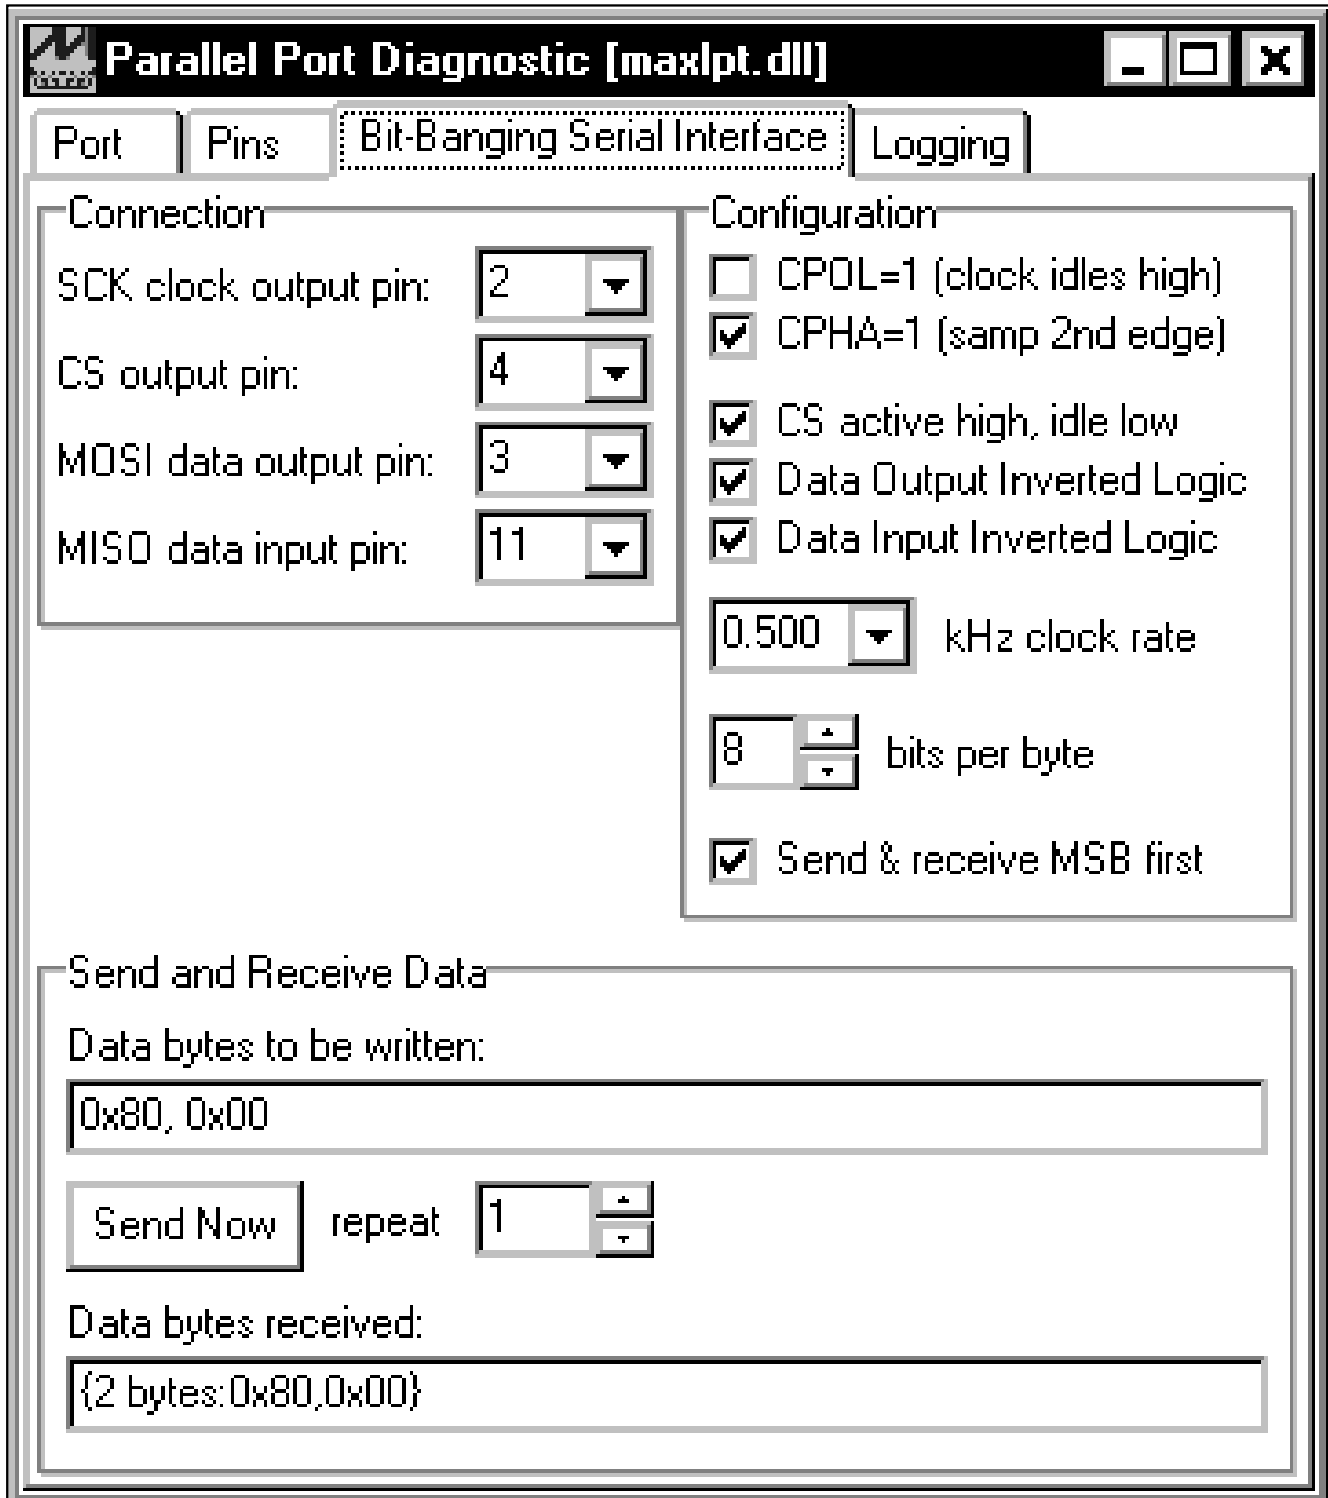 Parallel Port Diagnostic [maxlpt.dll]
Port Pins Bit-Banging Serial Interface Logging
Connection
SCK clock output pin: 2
CS output pin: 4
MOSI data output pin: 3
MISO data input pin: 11
Configuration
CPOL=1 (clock idles high)
CPHA=1 (samp 2nd edge)
CS active high, idle low
Data Output Inverted Logic
Data Input Inverted Logic
0.500 kHz clock rate
8 bits per byte
Send & receive MSB first
Send and Receive Data
Data bytes to be written:
0x80, 0x00
Send Now repeat 1
Data bytes received:
{2 bytes:0x80,0x00}